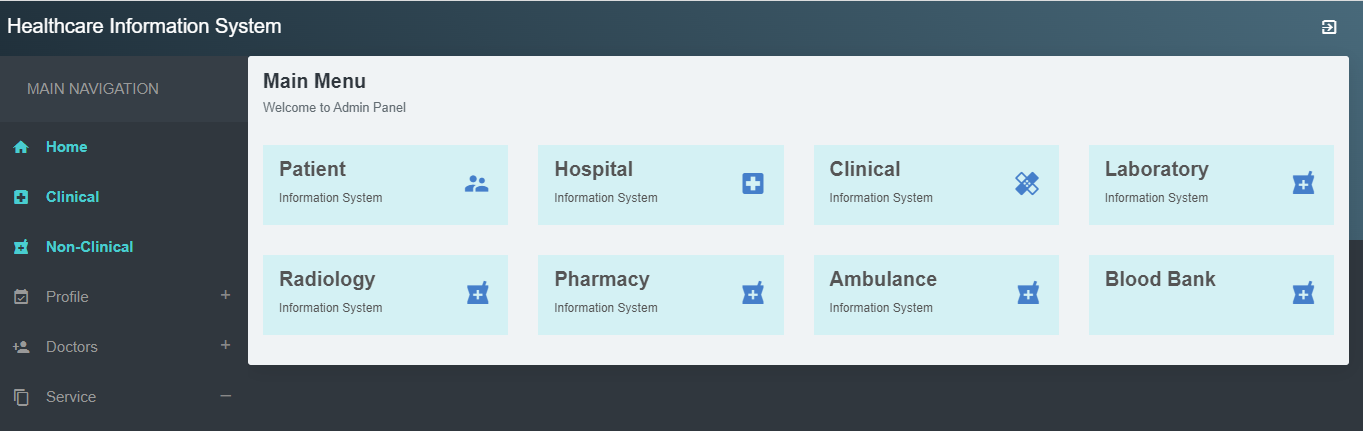 Healthcare Information System
MAIN NAVIGATION
Home
Clinical
Non-Clinical
Profile +
Doctors +
Service −
Main Menu
Welcome to Admin Panel
Patient
Information System
Hospital
Information System
Clinical
Information System
Laboratory
Information System
Radiology
Information System
Pharmacy
Information System
Ambulance
Information System
Blood Bank